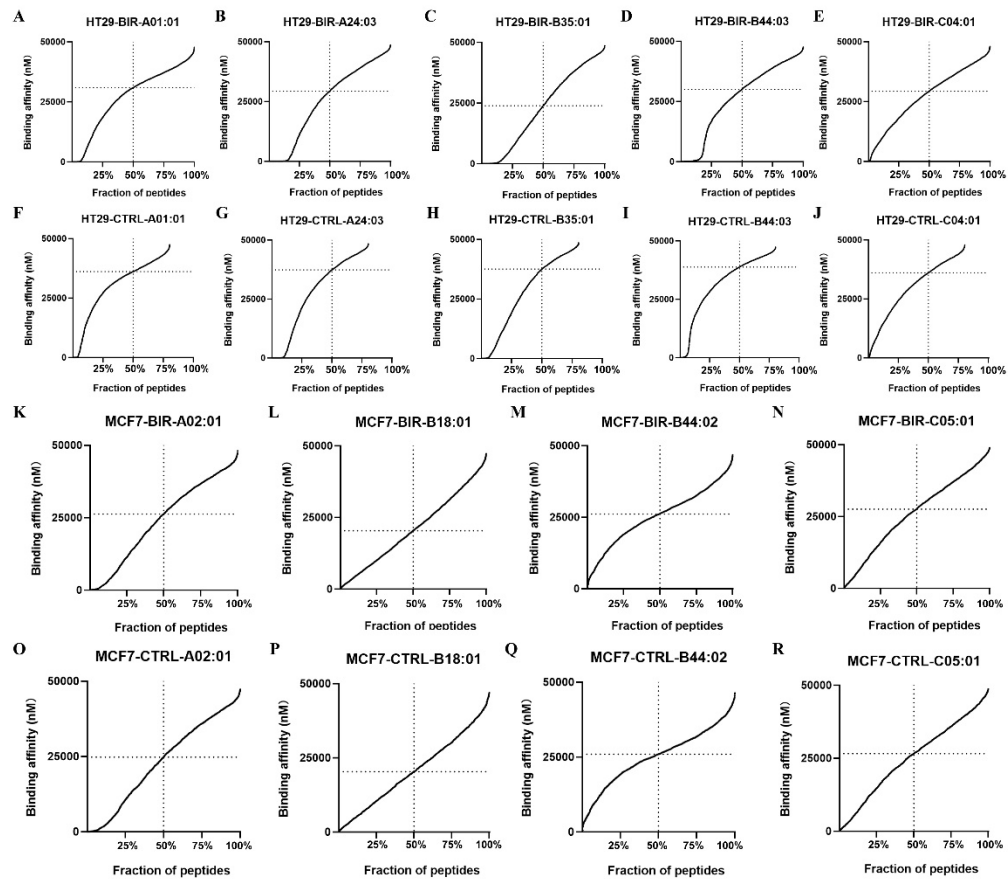 A
HT29-BIR-A01:01
Binding affinity (nM)
50000
25000
0
25% 50% 75% 100%
Fraction of peptides
B
HT29-BIR-A24:03
Binding affinity (nM)
50000
25000
0
25% 50% 75% 100%
Fraction of peptides
C
HT29-BIR-B35:01
Binding affinity (nM)
50000
25000
0
25% 50% 75% 100%
Fraction of peptides
D
HT29-BIR-B44:03
Binding affinity (nM)
50000
25000
0
25% 50% 75% 100%
Fraction of peptides
E
HT29-BIR-C04:01
Binding affinity (nM)
50000
25000
0
25% 50% 75% 100%
Fraction of peptides
F
HT29-CTRL-A01:01
Binding affinity (nM)
50000
25000
0
25% 50% 75% 100%
Fraction of peptides
G
HT29-CTRL-A24:03
Binding affinity (nM)
50000
25000
0
25% 50% 75% 100%
Fraction of peptides
H
HT29-CTRL-B35:01
Binding affinity (nM)
50000
25000
0
25% 50% 75% 100%
Fraction of peptides
I
HT29-CTRL-B44:03
Binding affinity (nM)
50000
25000
0
25% 50% 75% 100%
Fraction of peptides
J
HT29-CTRL-C04:01
Binding affinity (nM)
50000
25000
0
25% 50% 75% 100%
Fraction of peptides
K
MCF7-BIR-A02:01
Binding affinity (nM)
50000
25000
0
25% 50% 75% 100%
Fraction of peptides
L
MCF7-BIR-B18:01
Binding affinity (nM)
50000
25000
0
25% 50% 75% 100%
Fraction of peptides
M
MCF7-BIR-B44:02
Binding affinity (nM)
50000
25000
0
25% 50% 75% 100%
Fraction of peptides
N
MCF7-BIR-C05:01
Binding affinity (nM)
50000
25000
0
25% 50% 75% 100%
Fraction of peptides
O
MCF7-CTRL-A02:01
Binding affinity (nM)
50000
25000
0
25% 50% 75% 100%
Fraction of peptides
P
MCF7-CTRL-B18:01
Binding affinity (nM)
50000
25000
0
25% 50% 75% 100%
Fraction of peptides
Q
MCF7-CTRL-B44:02
Binding affinity (nM)
50000
25000
0
25% 50% 75% 100%
Fraction of peptides
R
MCF7-CTRL-C05:01
Binding affinity (nM)
50000
25000
0
25% 50% 75% 100%
Fraction of peptides